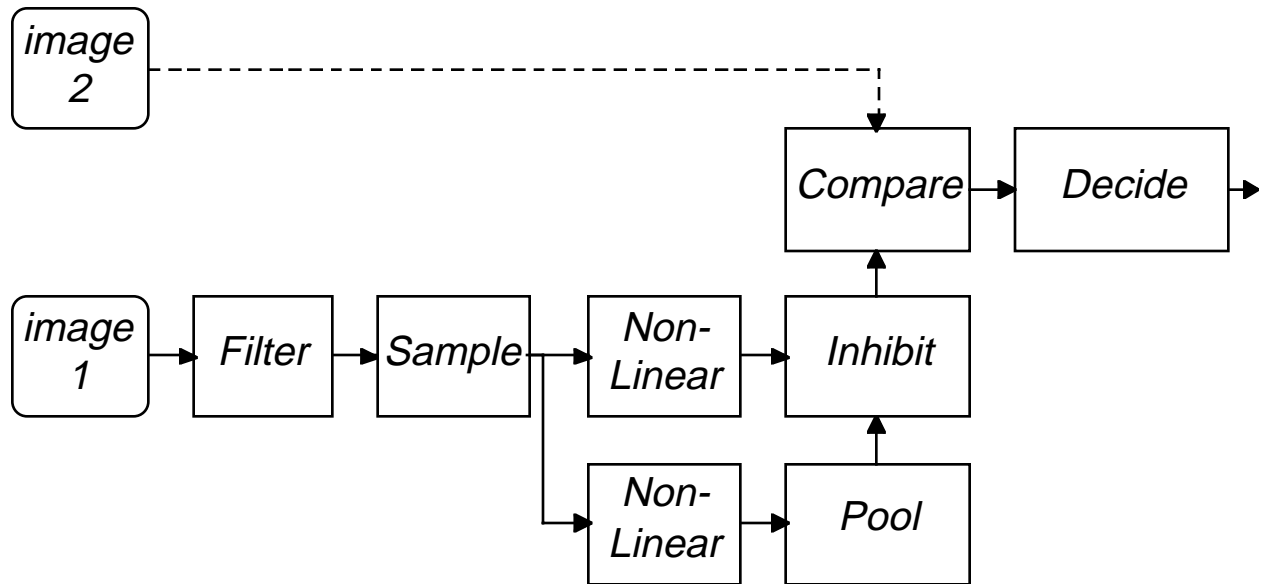 image
2
Compare
Decide
image
1
Filter
Sample
Non-
Linear
Inhibit
Non-
Linear
Pool